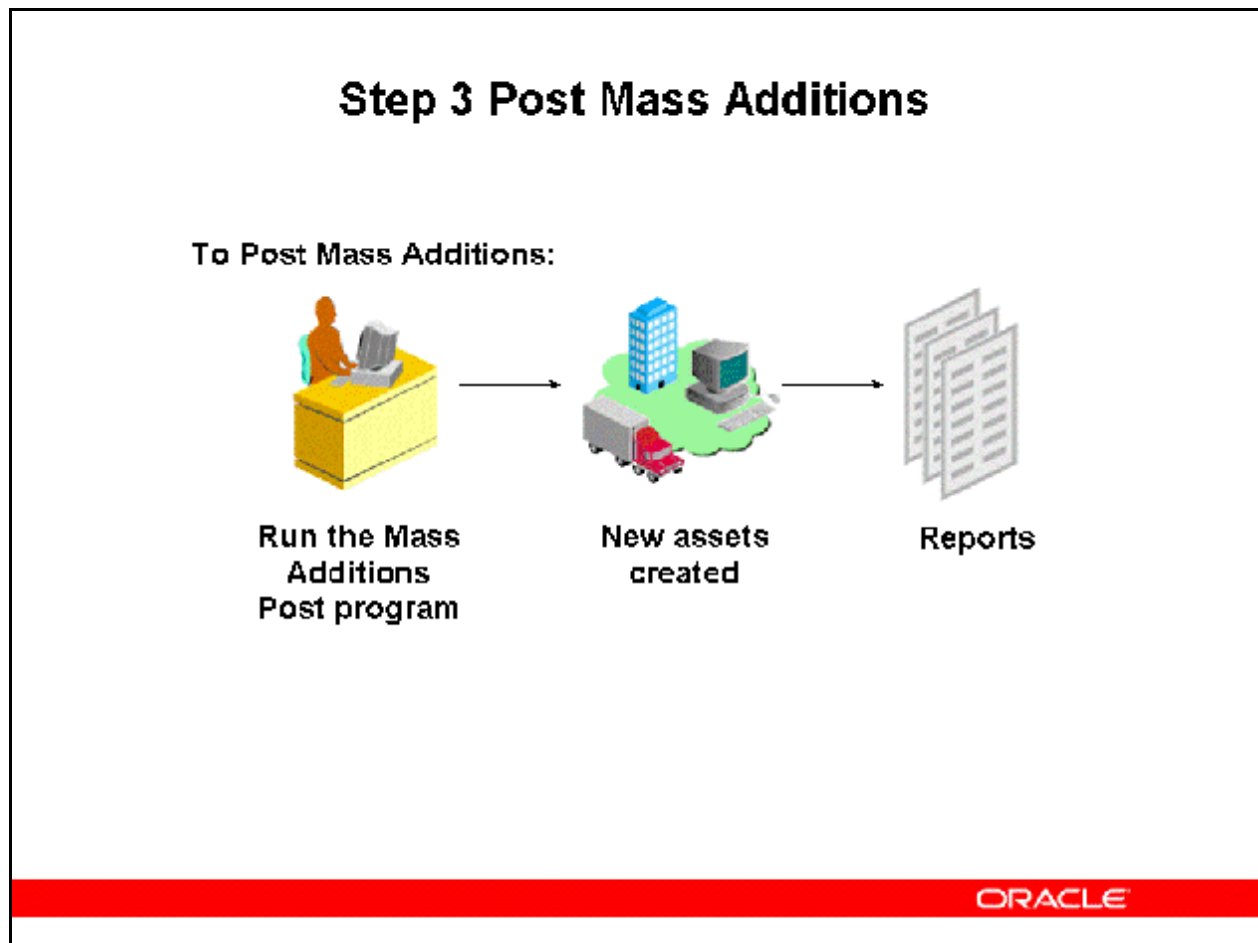 Step 3 Post Mass Additions
To Post Mass Additions:
Run the Mass
Additions
Post program
New assets
created
Reports
ORACLE